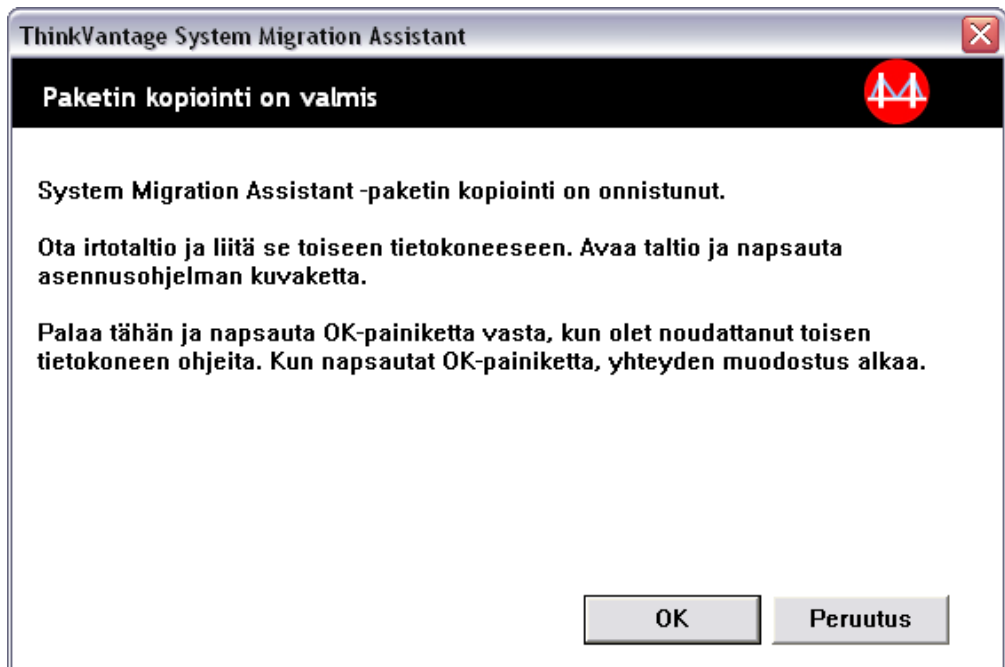 ThinkVantage System Migration Assistant
Paketin kopiointi on valmis
System Migration Assistant -paketin kopiointi on onnistunut.
Ota irtotaltio ja liitä se toiseen tietokoneeseen. Avaa taltio ja napsauta
asennusohjelman kuvaketta.
Palaa tähän ja napsauta OK-painiketta vasta, kun olet noudattanut toisen
tietokoneen ohjeita. Kun napsautat OK-painiketta, yhteyden muodostus alkaa.
OK
Peruutus